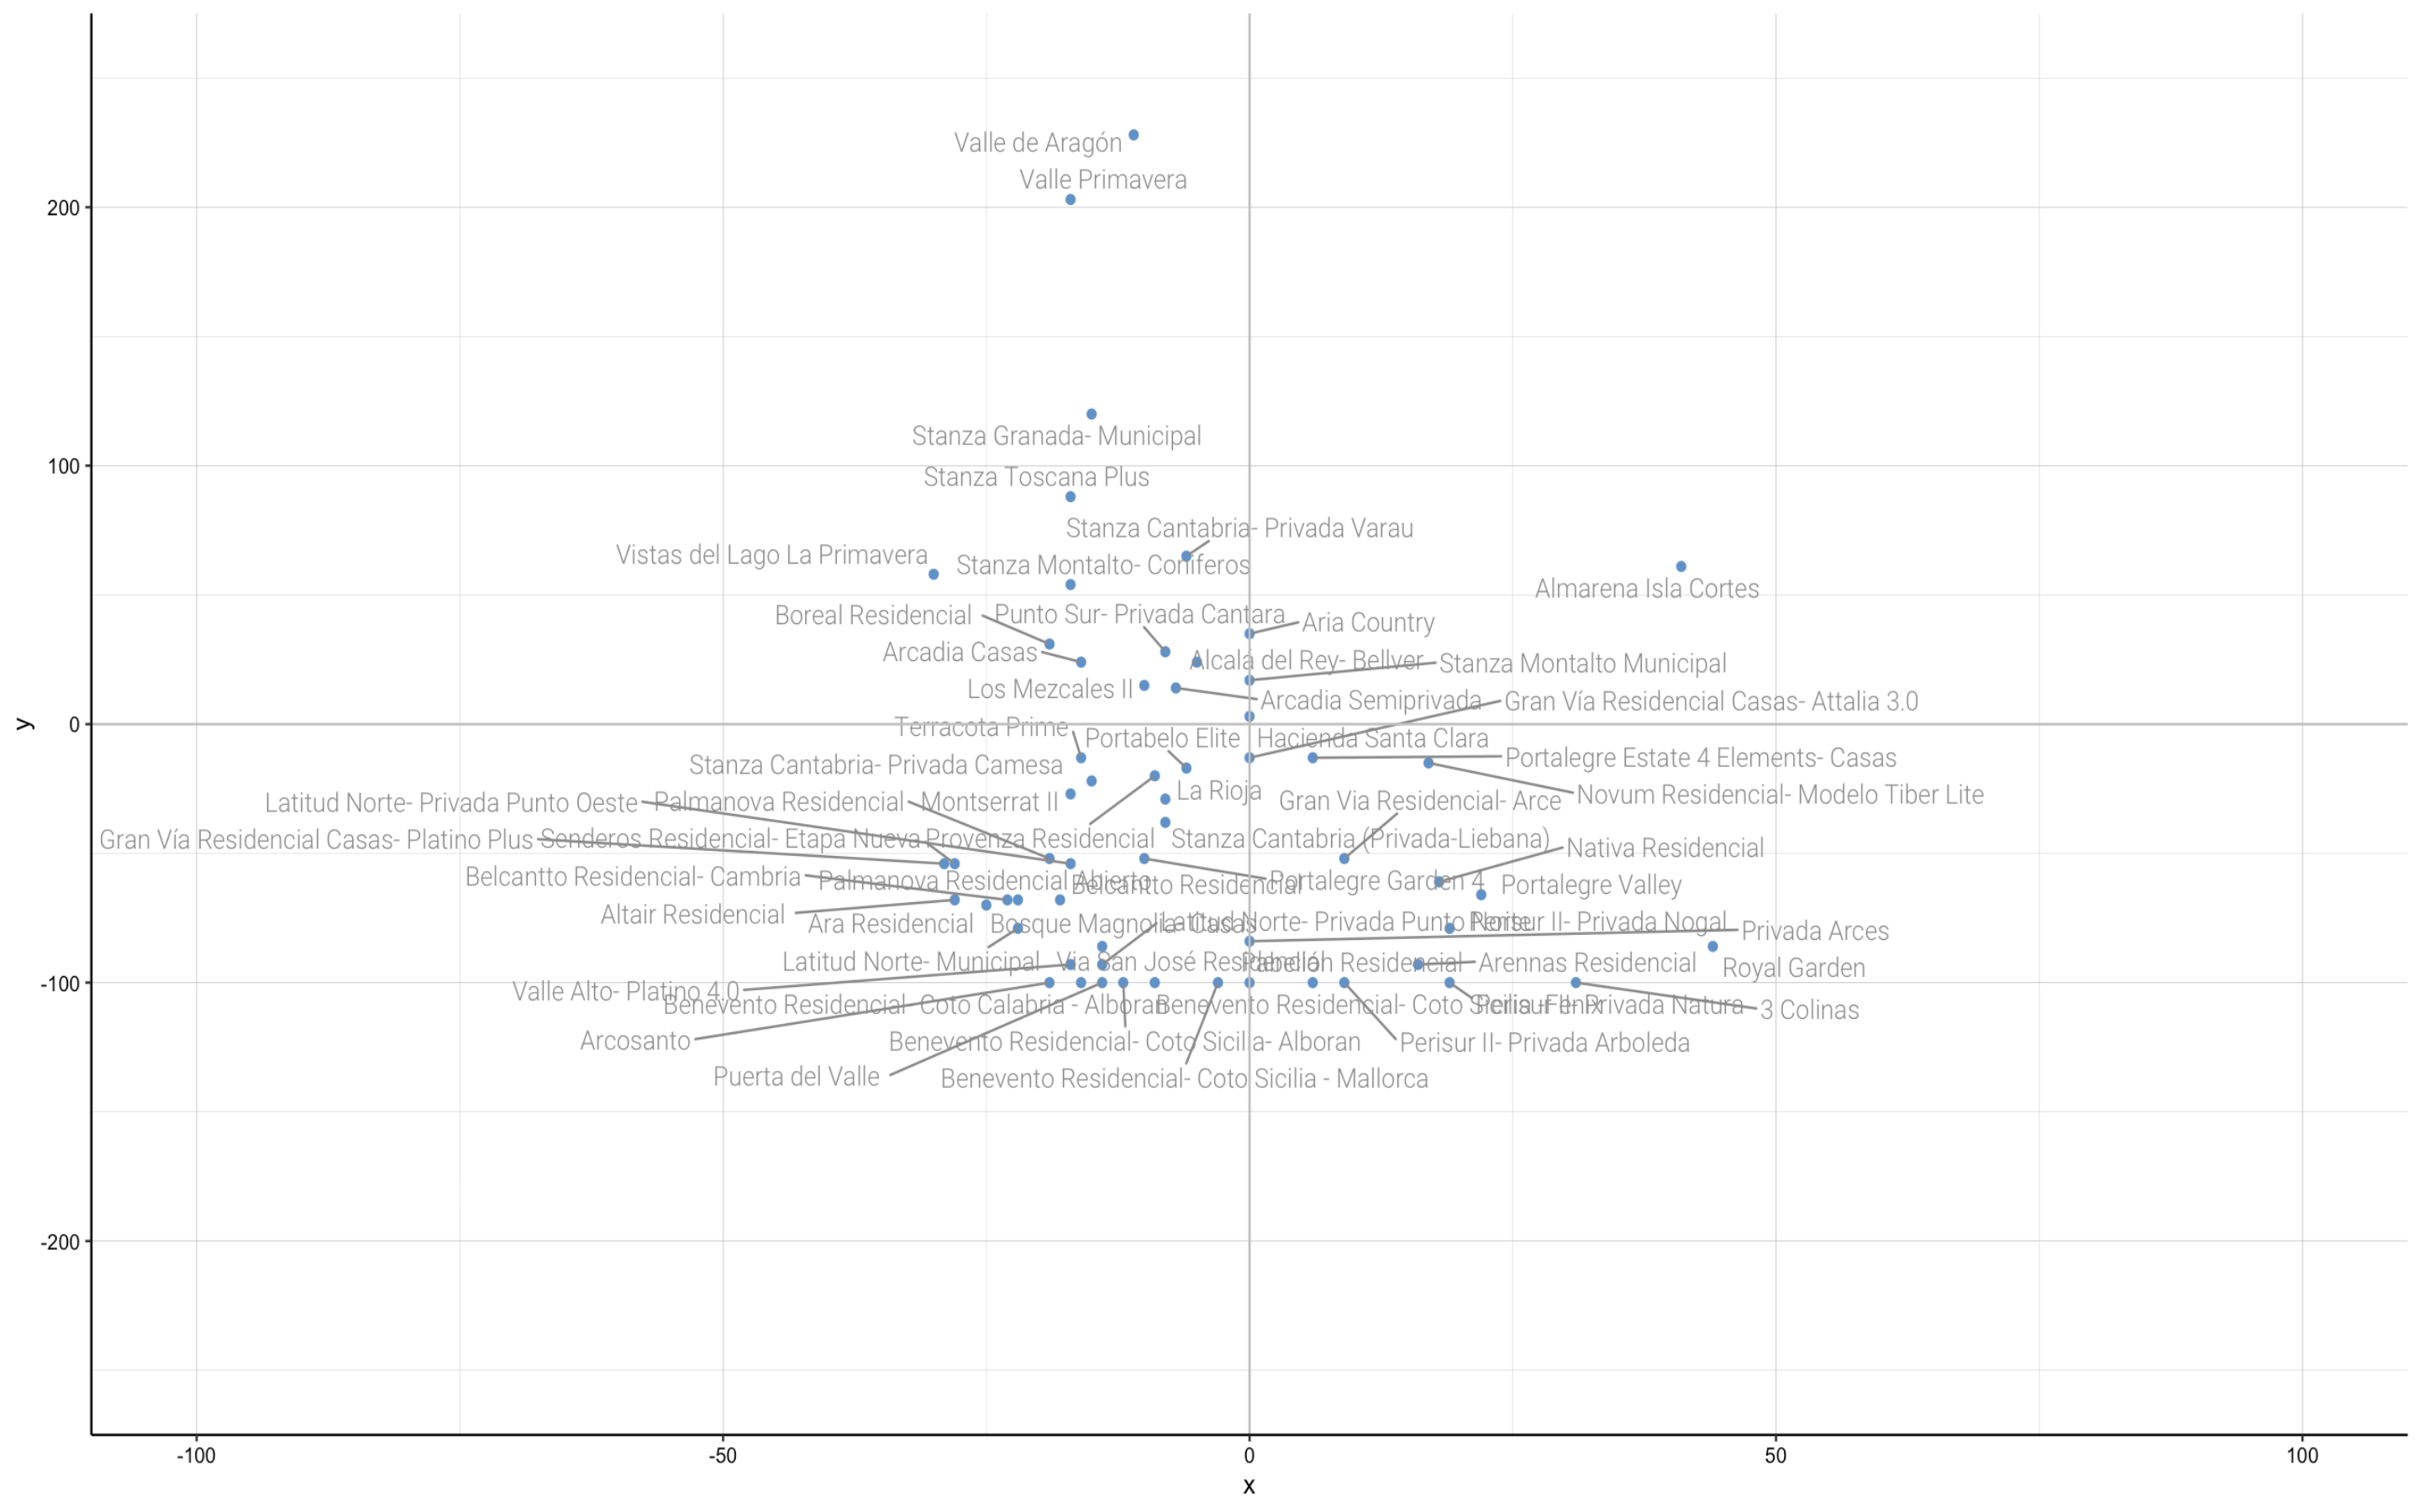 Valle de Aragón
Valle Primavera
200
Stanza Granada- Municipal
100
Stanza Toscana Plus
Stanza Cantabria- Privada Varau
Vistas del Lago La Primavera
Stanza Montalto- Coníferos
Almarena Isla Cortes
Boreal Residencial
Punto Sur- Privada Cantara
Aria Country
Arcadia Casas
Alcala del Rey- Bellver
Stanza Montalto Municipal
Los Mezcales II
Arcadia Semiprivada
Gran Vía Residencial Casas- Attalia 3.0
y
0
Terracota Prime
Portabelo Elite
Hacienda Santa Clara
Portalegre Estate 4 Elements- Casas
Stanza Cantabria- Privada Camesa
La Rioja
Novum Residencial- Modelo Tiber Lite
Latitud Norte- Privada Punto Oeste
Palmanova Residencial
Montserrat II
Gran Via Residencial- Arce
Gran Vía Residencial Casas- Platino Plus
Senderos Residencial- Etapa Nueva
Provenza Residencial
Stanza Cantabria (Privada-Liebana)
Nativa Residencial
Belcantto Residencial- Cambria
Palmanova Residencial Abierto
Belcantto Residencial
Portalegre Garden 4
Portalegre Valley
Altair Residencial
Ara Residencial
Bosque Magnolia- Casas
Latitud Norte- Privada Punto Norte
Perisur II- Privada Nogal
Privada Arces
Latitud Norte- Municipal
Via San José Residencial
Pabellón Residencial
Arennas Residencial
Royal Garden
-100
Valle Alto- Platino 4.0
Benevento Residencial- Coto Calabria - Alboran
Benevento Residencial- Coto Sicilia - Fenix
Perisur II- Privada Natura
3 Colinas
Arcosanto
Benevento Residencial- Coto Sicilia- Alboran
Perisur II- Privada Arboleda
Puerta del Valle
Benevento Residencial- Coto Sicilia - Mallorca
-200
-100
-50
0
50
100
x